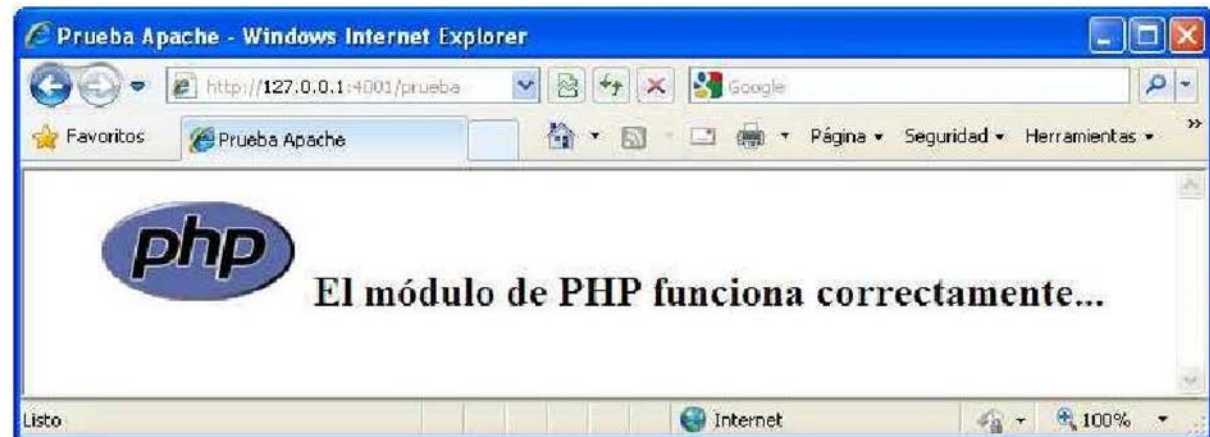 Prueba Apache - Windows Internet Explorer
http://127.0.0.1:4001/prueba
Google
Favoritos
Prueba Apache
Página
Seguridad
Herramientas
php
El módulo de PHP funciona correctamente...
Listo
Internet
100%